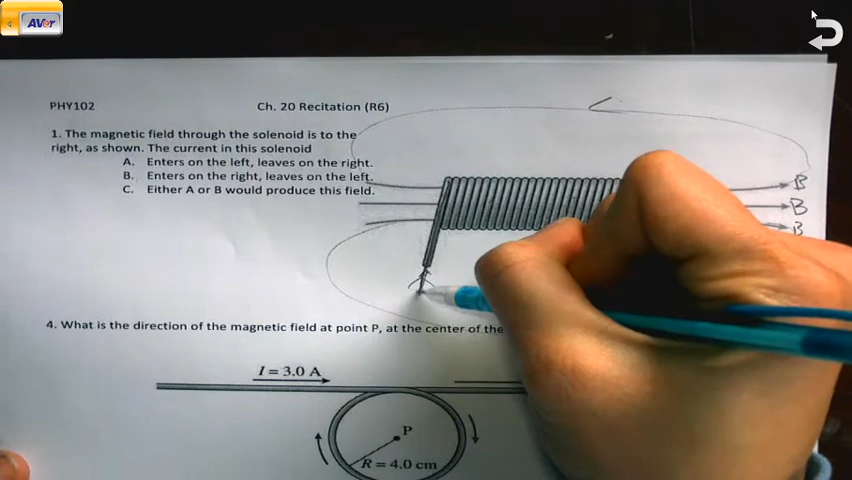 AVer
PHY102
Ch. 20 Recitation (R6)
1. The magnetic field through the solenoid is to the
right, as shown. The current in this solenoid
A. Enters on the left, leaves on the right.
B. Enters on the right, leaves on the left.
C. Either A or B would produce this field.
B
B
B
4. What is the direction of the magnetic field at point P, at the center of the
I = 3.0 A
P
R = 4.0 cm